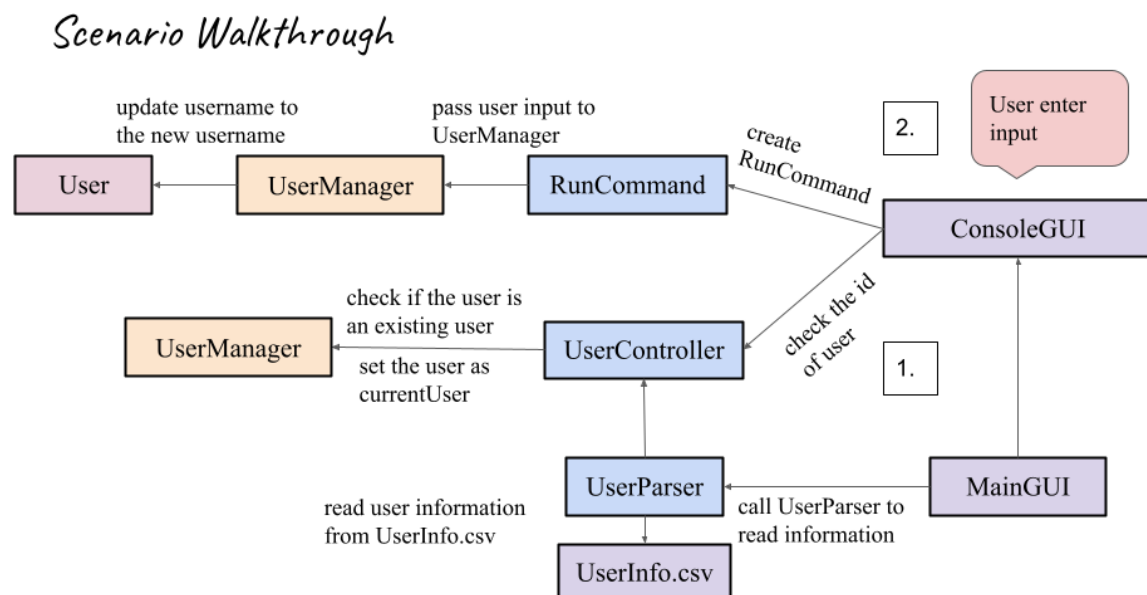 Scenario Walkthrough
update username to
the new username
pass user input to
UserManager
create
RunCommand
2.
User enter
input
User
UserManager
RunCommand
ConsoleGUI
check if the user is
an existing user
UserManager
set the user as
currentUser
UserController
check the id
of user
1.
UserParser
MainGUI
read user information
from UserInfo.csv
call UserParser to
read information
UserInfo.csv